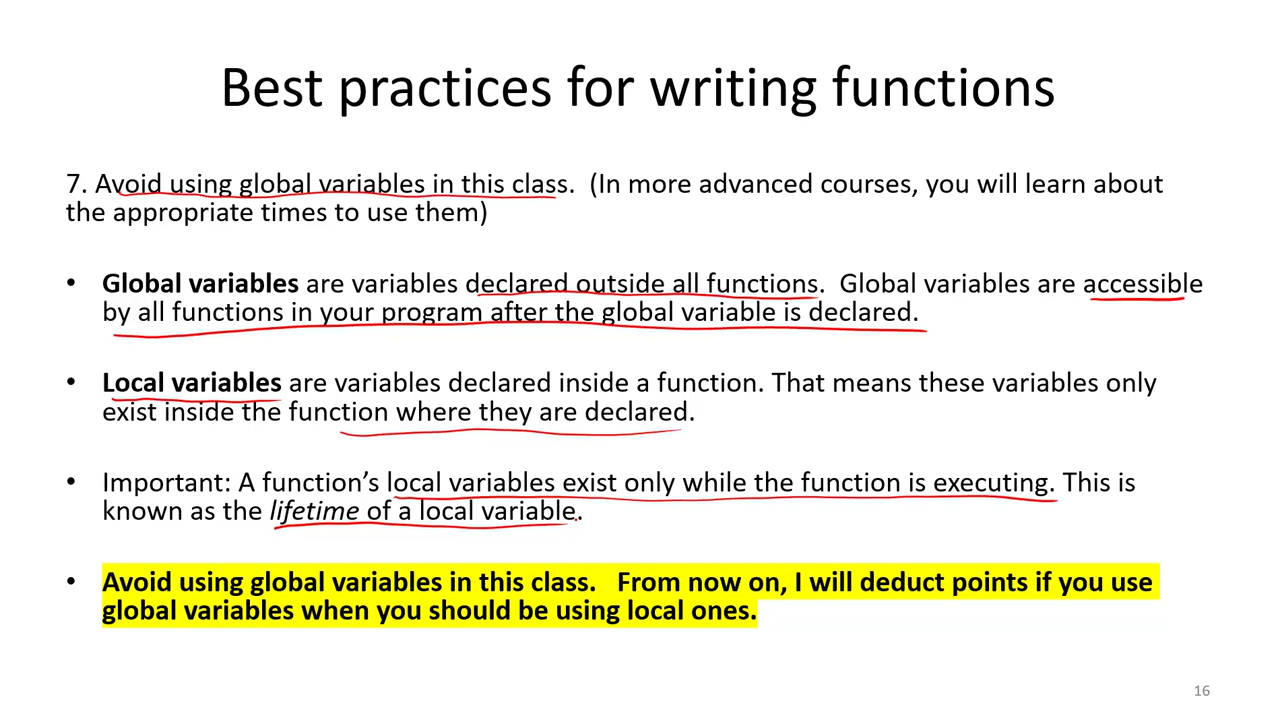 Best practices for writing functions
7. Avoid using global variables in this class.  (In more advanced courses, you will learn about
the appropriate times to use them)
• Global variables are variables declared outside all functions.  Global variables are accessible
by all functions in your program after the global variable is declared.
• Local variables are variables declared inside a function. That means these variables only
exist inside the function where they are declared.
• Important: A function’s local variables exist only while the function is executing. This is
known as the lifetime of a local variable.
• Avoid using global variables in this class.   From now on, I will deduct points if you use
global variables when you should be using local ones.
16